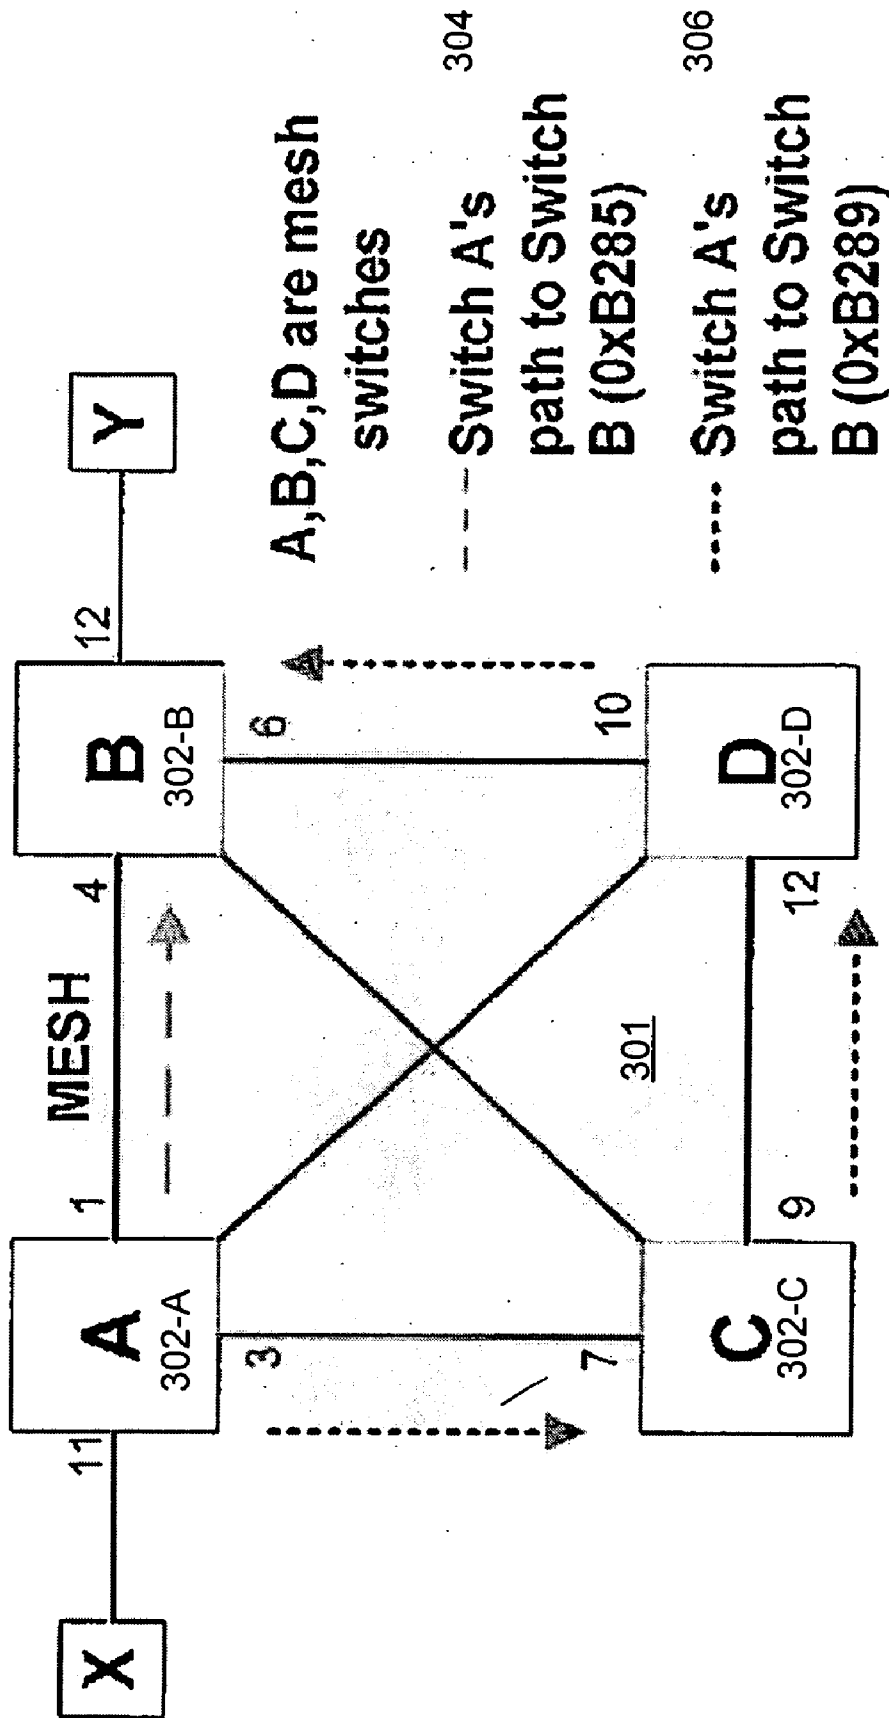 MESH
X
11
A
302-A
1
4
B
302-B
12
Y
3
6
7
10
301
C
302-C
9
12
D
302-D
A,B,C,D are mesh
switches
Switch A's
path to Switch
B (0xB285)
304
Switch A's
path to Switch
B (0xB289)
306